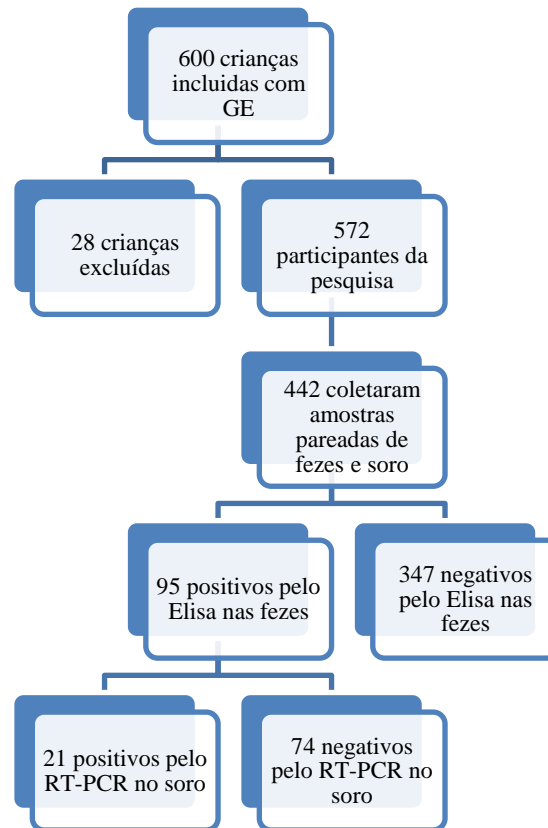 600 crianças
incluidas com
GE
28 crianças
excluídas
572
participantes da
pesquisa
442 coletaram
amostras
pareadas de
fezes e soro
95 positivos pelo
Elisa nas fezes
347 negativos
pelo Elisa nas
fezes
21 positivos pelo
RT-PCR no soro
74 negativos
pelo RT-PCR no
soro